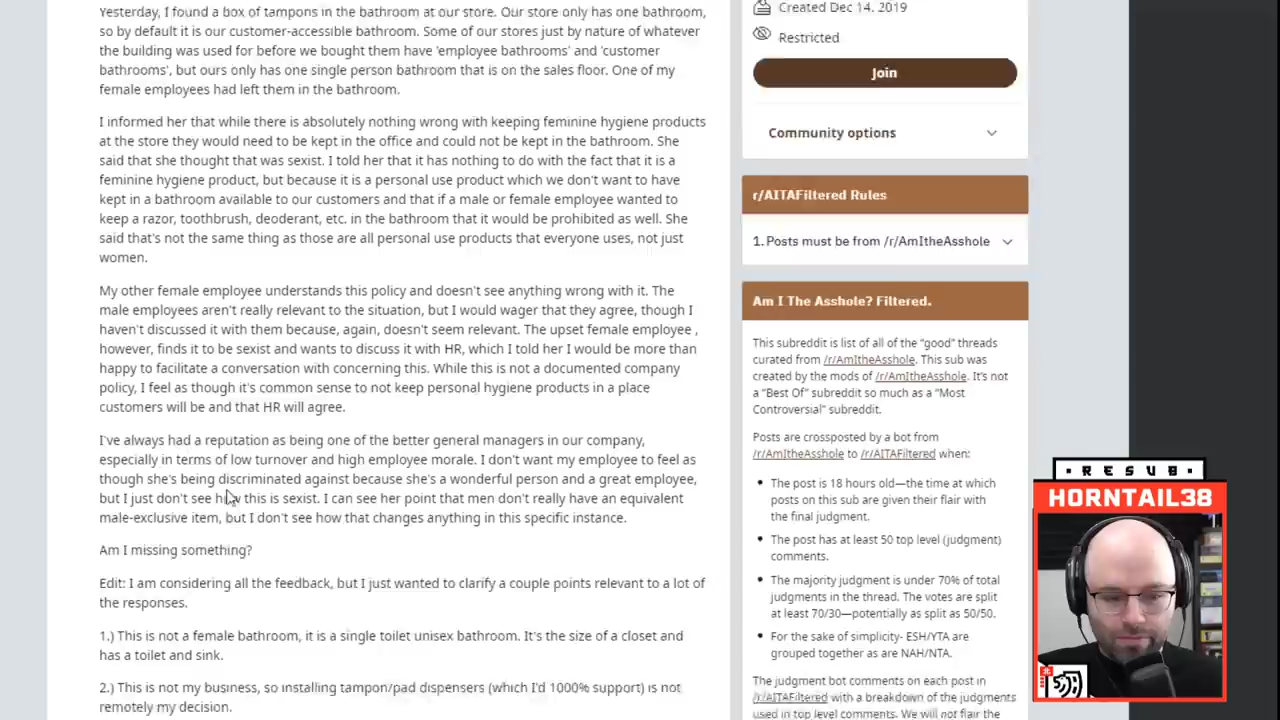 Yesterday, I found a box of tampons in the bathroom at our store. Our store only has one bathroom,
so by default it is our customer-accessible bathroom. Some of our stores just by nature of whatever
the building was used for before we bought them have 'employee bathrooms' and 'customer
bathrooms', but ours only has one single person bathroom that is on the sales floor. One of my
female employees had left them in the bathroom.
I informed her that while there is absolutely nothing wrong with keeping feminine hygiene products
at the store they would need to be kept in the office and could not be kept in the bathroom. She
said that she thought that was sexist. I told her that it has nothing to do with the fact that it is a
feminine hygiene product, but because it is a personal use product which we don't want to have
kept in a bathroom available to our customers and that if a male or female employee wanted to
keep a razor, toothbrush, deoderant, etc. in the bathroom that it would be prohibited as well. She
said that's not the same thing as those are all personal use products that everyone uses, not just
women.
My other female employee understands this policy and doesn't see anything wrong with it. The
male employees aren't really relevant to the situation, but I would wager that they agree, though I
haven't discussed it with them because, again, doesn't seem relevant. The upset female employee ,
however, finds it to be sexist and wants to discuss it with HR, which I told her I would be more than
happy to facilitate a conversation with concerning this. While this is not a documented company
policy, I feel as though it's common sense to not keep personal hygiene products in a place
customers will be and that HR will agree.
I've always had a reputation as being one of the better general managers in our company,
especially in terms of low turnover and high employee morale. I don't want my employee to feel as
though she's being discriminated against because she's a wonderful person and a great employee,
but I just don't see how this is sexist. I can see her point that men don't really have an equivalent
male-exclusive item, but I don't see how that changes anything in this specific instance.
Am I missing something?
Edit: I am considering all the feedback, but I just wanted to clarify a couple points relevant to a lot of
the responses.
1.) This is not a female bathroom, it is a single toilet unisex bathroom. It's the size of a closet and
has a toilet and sink.
2.) This is not my business, so installing tampon/pad dispensers (which I'd 1000% support) is not
remotely my decision.
Created Dec 14. 2019
Restricted
Join
Community options
r/AITAFiltered Rules
1. Posts must be from /r/AmItheAsshole
Am I The Asshole? Filtered.
This subreddit is list of all of the "good" threads
curated from /r/AmItheAsshole. This sub was
created by the mods of /r/AmItheAsshole. It's not
a "Best Of" subreddit so much as a "Most
Controversial" subreddit.
Posts are crossposted by a bot from
/r/AmItheAsshole to /r/AITAFiltered when:
• The post is 18 hours old—the time at which
posts on this sub are given their flair with
the final judgment.
• The post has at least 50 top level (judgment)
comments.
• The majority judgment is under 70% of total
judgments in the thread. The votes are split
at least 70/30—potentially as split as 50/50.
• For the sake of simplicity- ESH/YTA are
grouped together as are NAH/NTA.
The judgment bot comments on each post in
/r/AITAFiltered with a breakdown of the judgments
used in top level comments. We will not flair the
RESUB
HORNTAIL38